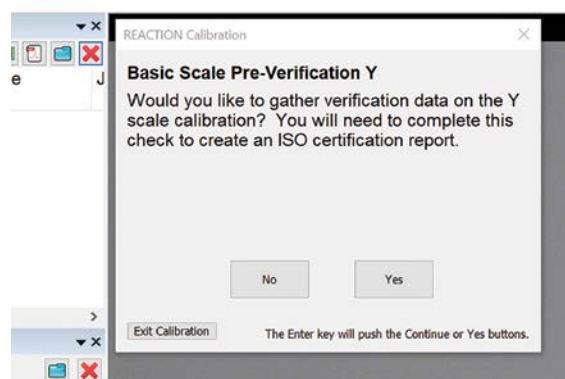 REACTION Calibration
e
J
Basic Scale Pre-Verification Y
Would you like to gather verification data on the Y
scale calibration? You will need to complete this
check to create an ISO certification report.
No
Yes
Exit Calibration
The Enter key will push the Continue or Yes buttons.